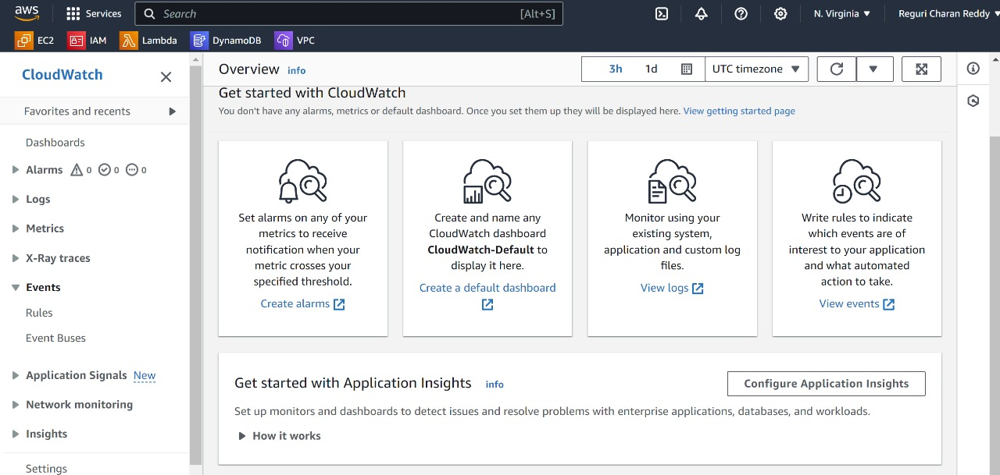 aws
Services
Search
[Alt+S]
N. Virginia
Reguri Charan Reddy
EC2
IAM
Lambda
DynamoDB
VPC
CloudWatch
Favorites and recents
Dashboards
Alarms 0 0 0
Logs
Metrics
X-Ray traces
Events
Rules
Event Buses
Application Signals New
Network monitoring
Insights
Settings
Overview info
3h 1d UTC timezone
Get started with CloudWatch
You don't have any alarms, metrics or default dashboard. Once you set them up they will be displayed here. View getting started page
Set alarms on any of your
metrics to receive
notification when your
metric crosses your
specified threshold.
Create alarms
Create and name any
CloudWatch dashboard
CloudWatch-Default to
display it here.
Create a default dashboard
Monitor using your
existing system,
application and custom log
files.
View logs
Write rules to indicate
which events are of
interest to your application
and what automated
action to take.
View events
Get started with Application Insights info
Configure Application Insights
Set up monitors and dashboards to detect issues and resolve problems with enterprise applications, databases, and workloads.
How it works